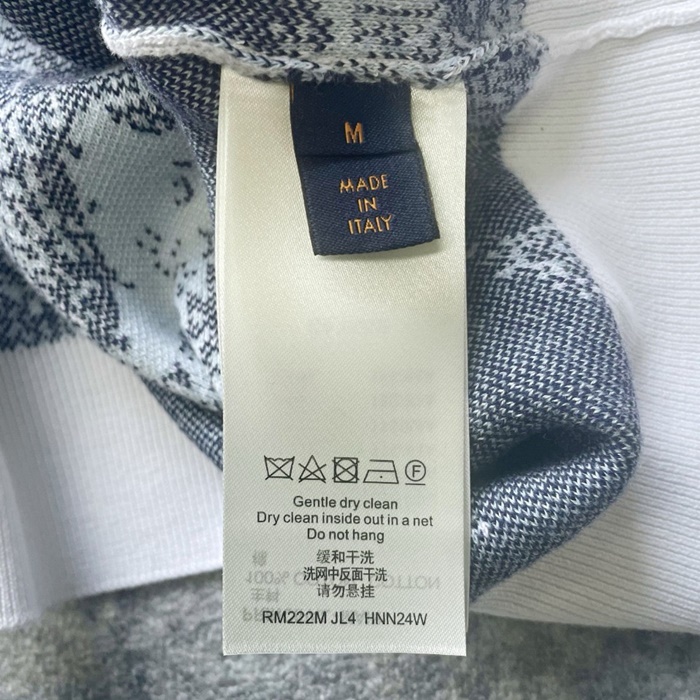 M
MADE
IN
ITALY
F
Gentle dry clean
Dry clean inside out in a net
Do not hang
缓和干洗
洗网中反面干洗
请勿悬挂
RM222M JL4 HNN24W